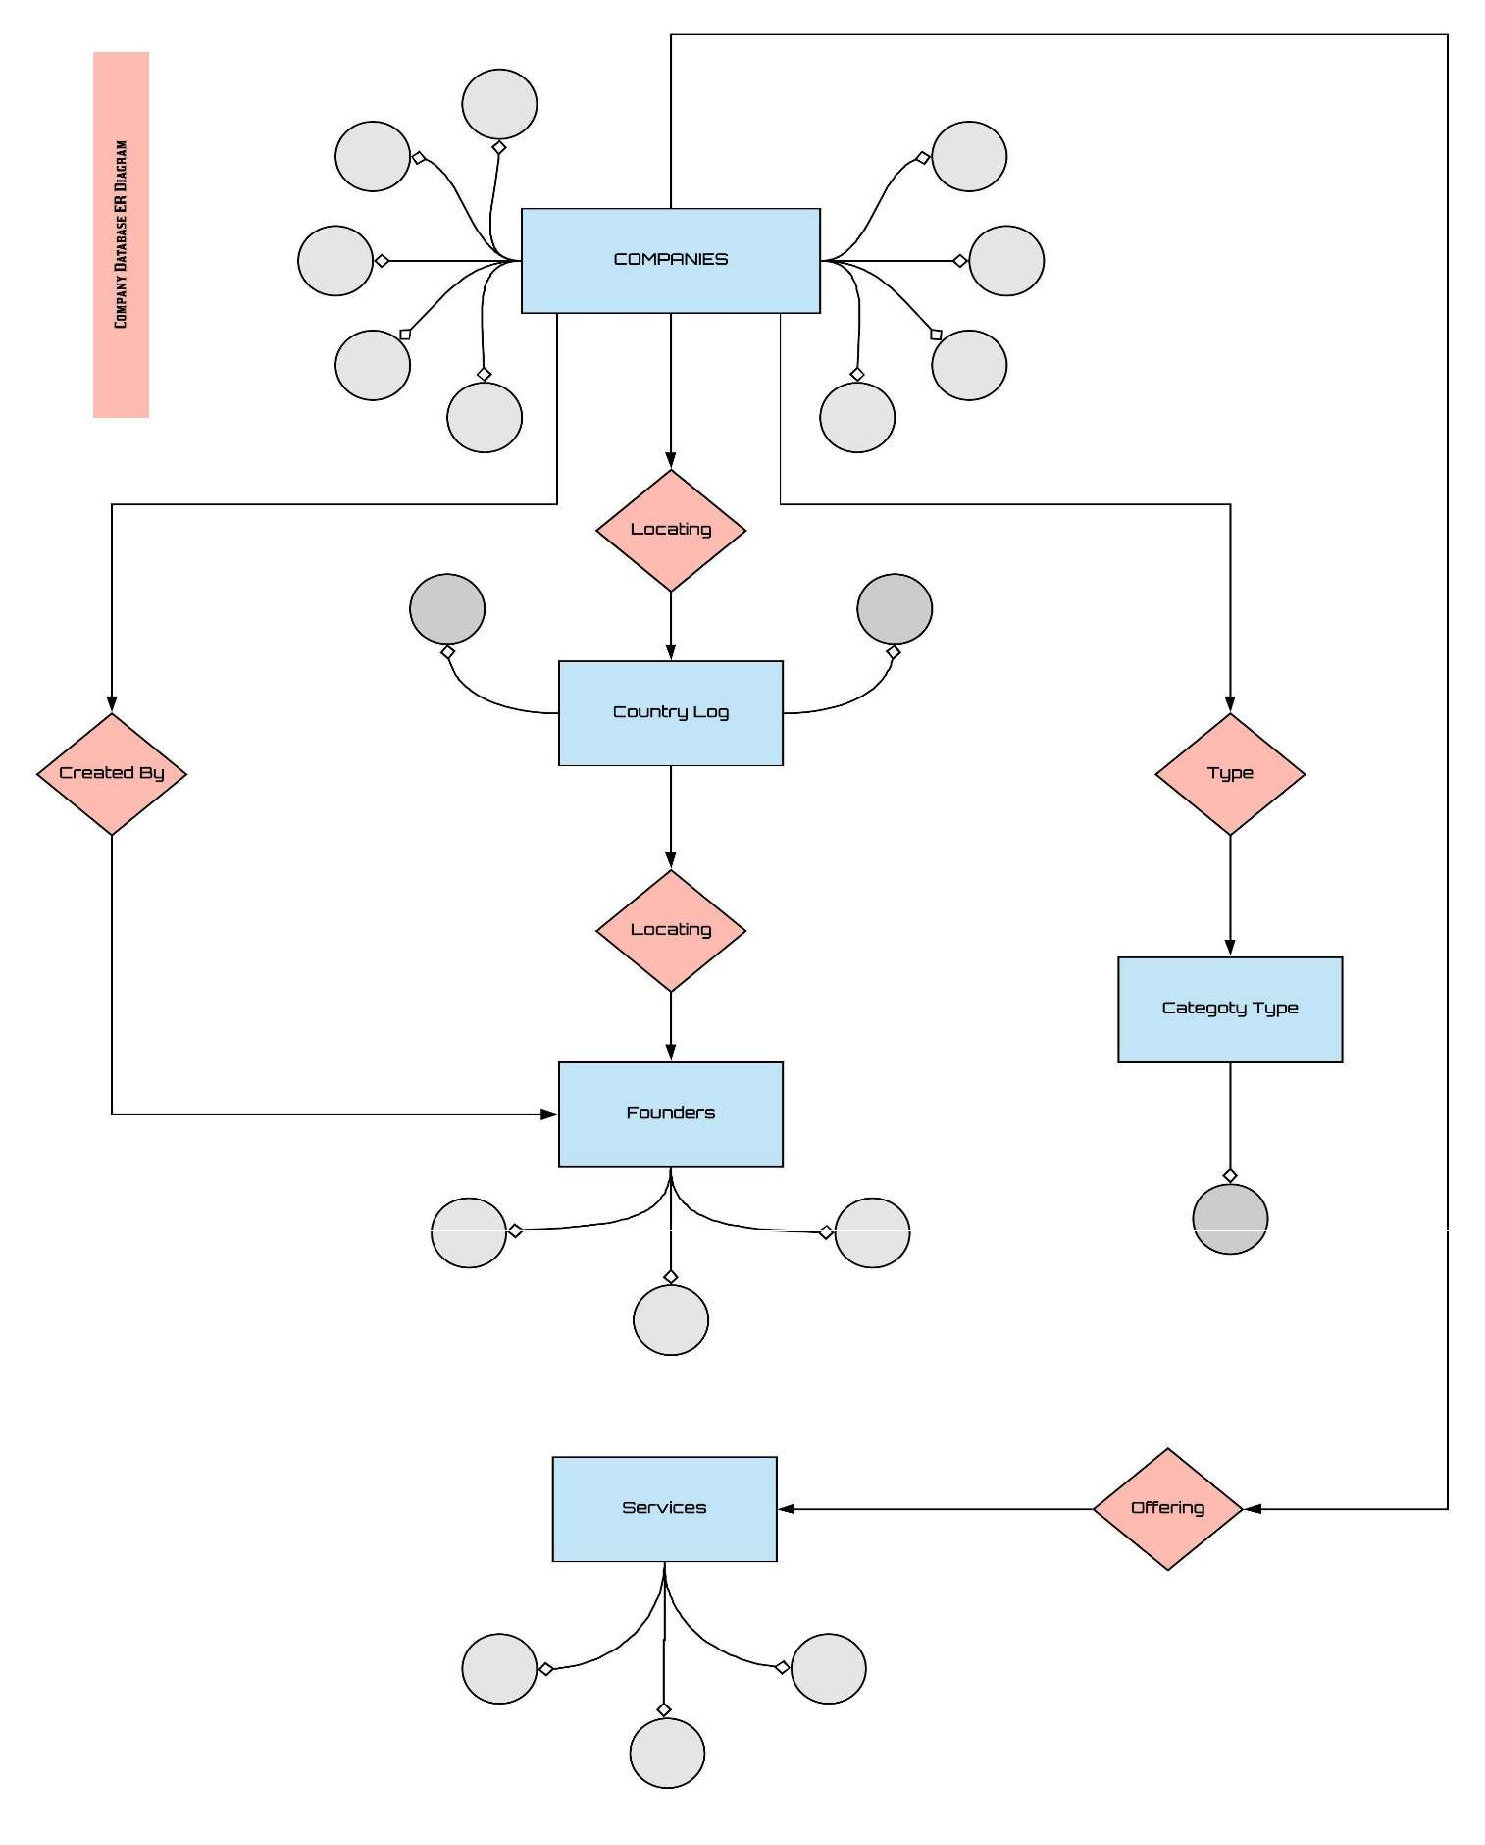 Company Database ER Diagram
COMPANIES
Locating
Country Log
Created By
Type
Locating
Categoty Type
Founders
Services
Offering